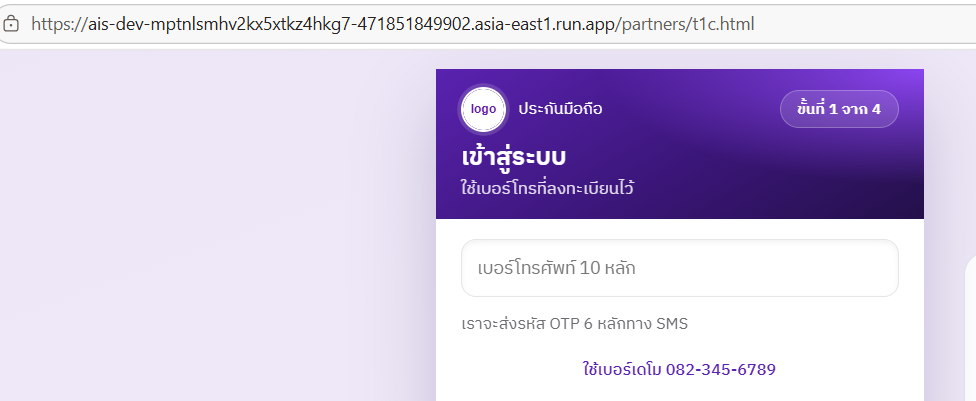 https://ais-dev-mptnlsmhv2kx5xtkz4hkg7-471851849902.asia-east1.run.app/partners/t1c.html
logo
ประกันมือถือ
ขั้นที่ 1 จาก 4
เข้าสู่ระบบ
ใช้เบอร์โทรที่ลงทะเบียนไว้
เบอร์โทรศัพท์ 10 หลัก
เราจะส่งรหัส OTP 6 หลักทาง SMS
ใช้เบอร์เดโม 082-345-6789